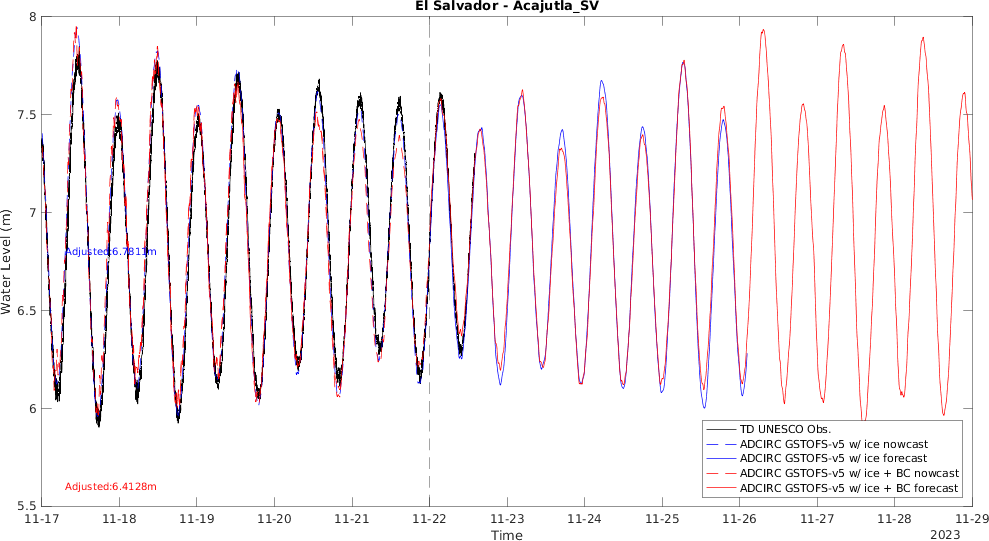 El Salvador - Acajutla_SV
8
7.5
7
6.5
6
5.5
Water Level (m)
Adjusted:6.7811m
Adjusted:6.4128m
TD UNESCO Obs.
ADCIRC GSTOFS-v5 w/ ice nowcast
ADCIRC GSTOFS-v5 w/ ice forecast
ADCIRC GSTOFS-v5 w/ ice + BC nowcast
ADCIRC GSTOFS-v5 w/ ice + BC forecast
11-17 11-18 11-19 11-20 11-21 11-22 11-23 11-24 11-25 11-26 11-27 11-28 11-29
Time
2023